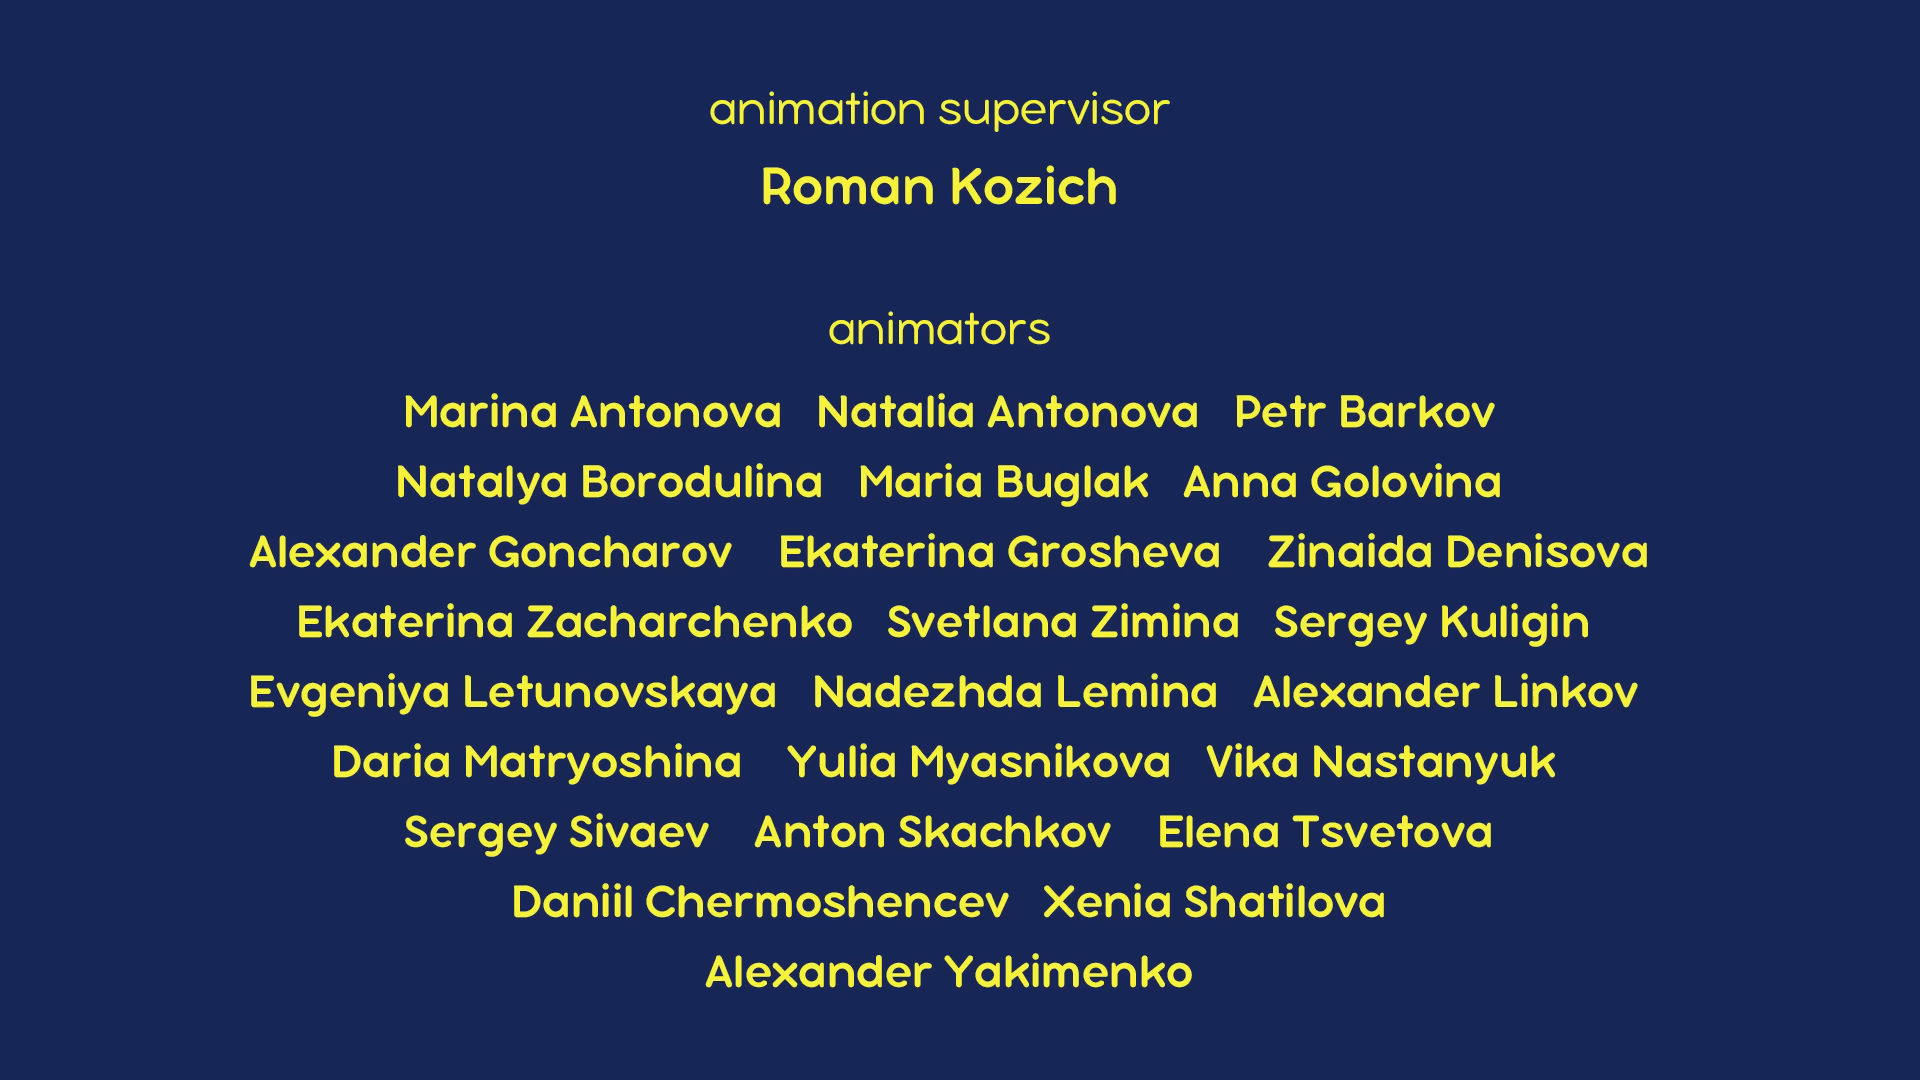 animation supervisor
Roman Kozich
animators
Marina Antonova Natalia Antonova Petr Barkov
Natalya Borodulina Maria Buglak Anna Golovina
Alexander Goncharov Ekaterina Grosheva Zinaida Denisova
Ekaterina Zacharchenko Svetlana Zimina Sergey Kuligin
Evgeniya Letunovskaya Nadezhda Lemina Alexander Linkov
Daria Matryoshina Yulia Myasnikova Vika Nastanyuk
Sergey Sivaev Anton Skachkov Elena Tsvetova
Daniil Chermoshencev Xenia Shatilova
Alexander Yakimenko